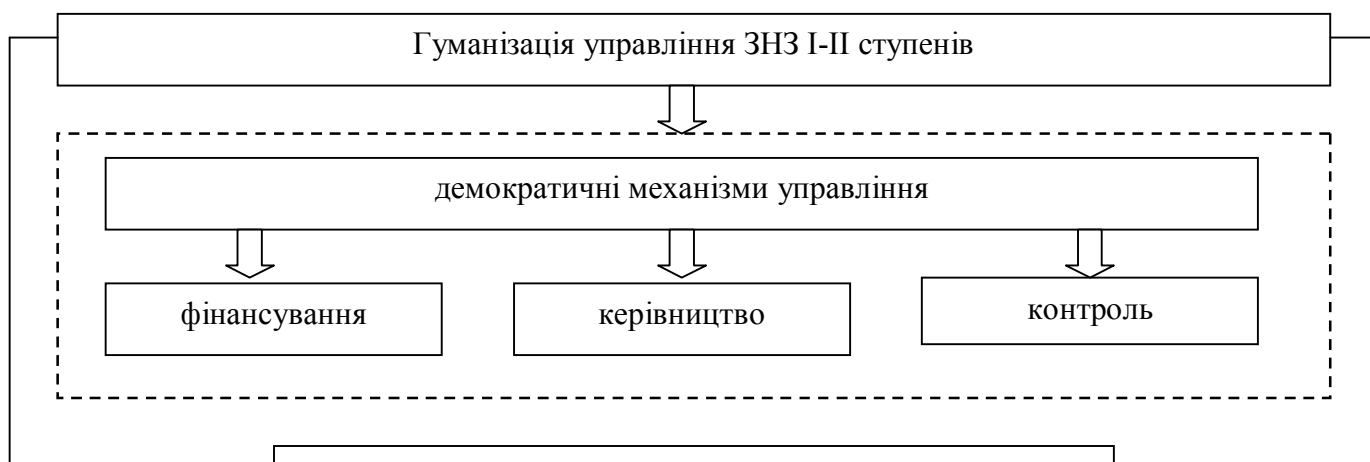 Гуманізація управління ЗНЗ І-ІІ ступенів
демократичні механізми управління
фінансування
керівництво
контроль